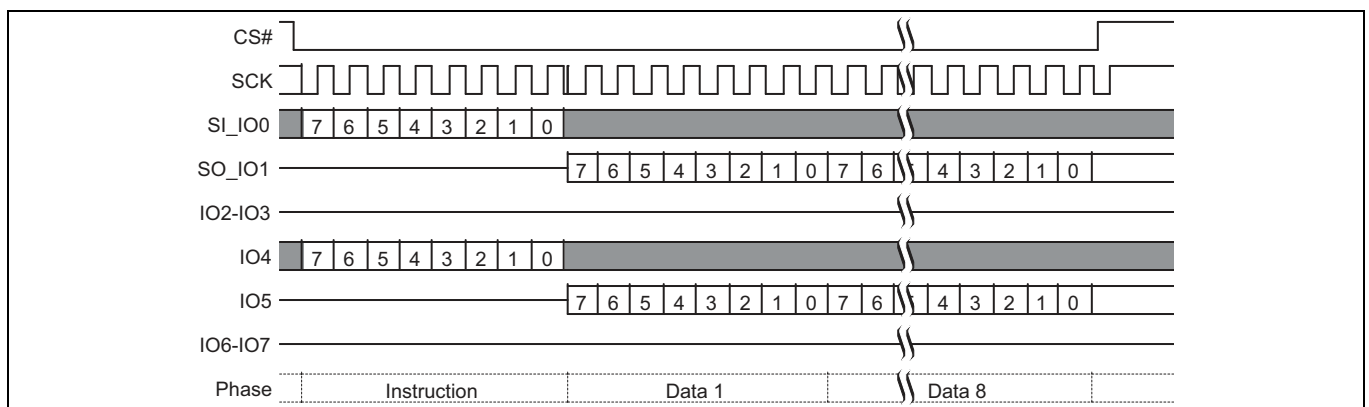 CS#
SCK
SI_IO0 7 6 5 4 3 2 1 0
SO_IO1 7 6 5 4 3 2 1 0 7 6 4 3 2 1 0
IO2-IO3
IO4 7 6 5 4 3 2 1 0
IO5 7 6 5 4 3 2 1 0 7 6 4 3 2 1 0
IO6-IO7
Phase Instruction Data 1 Data 8